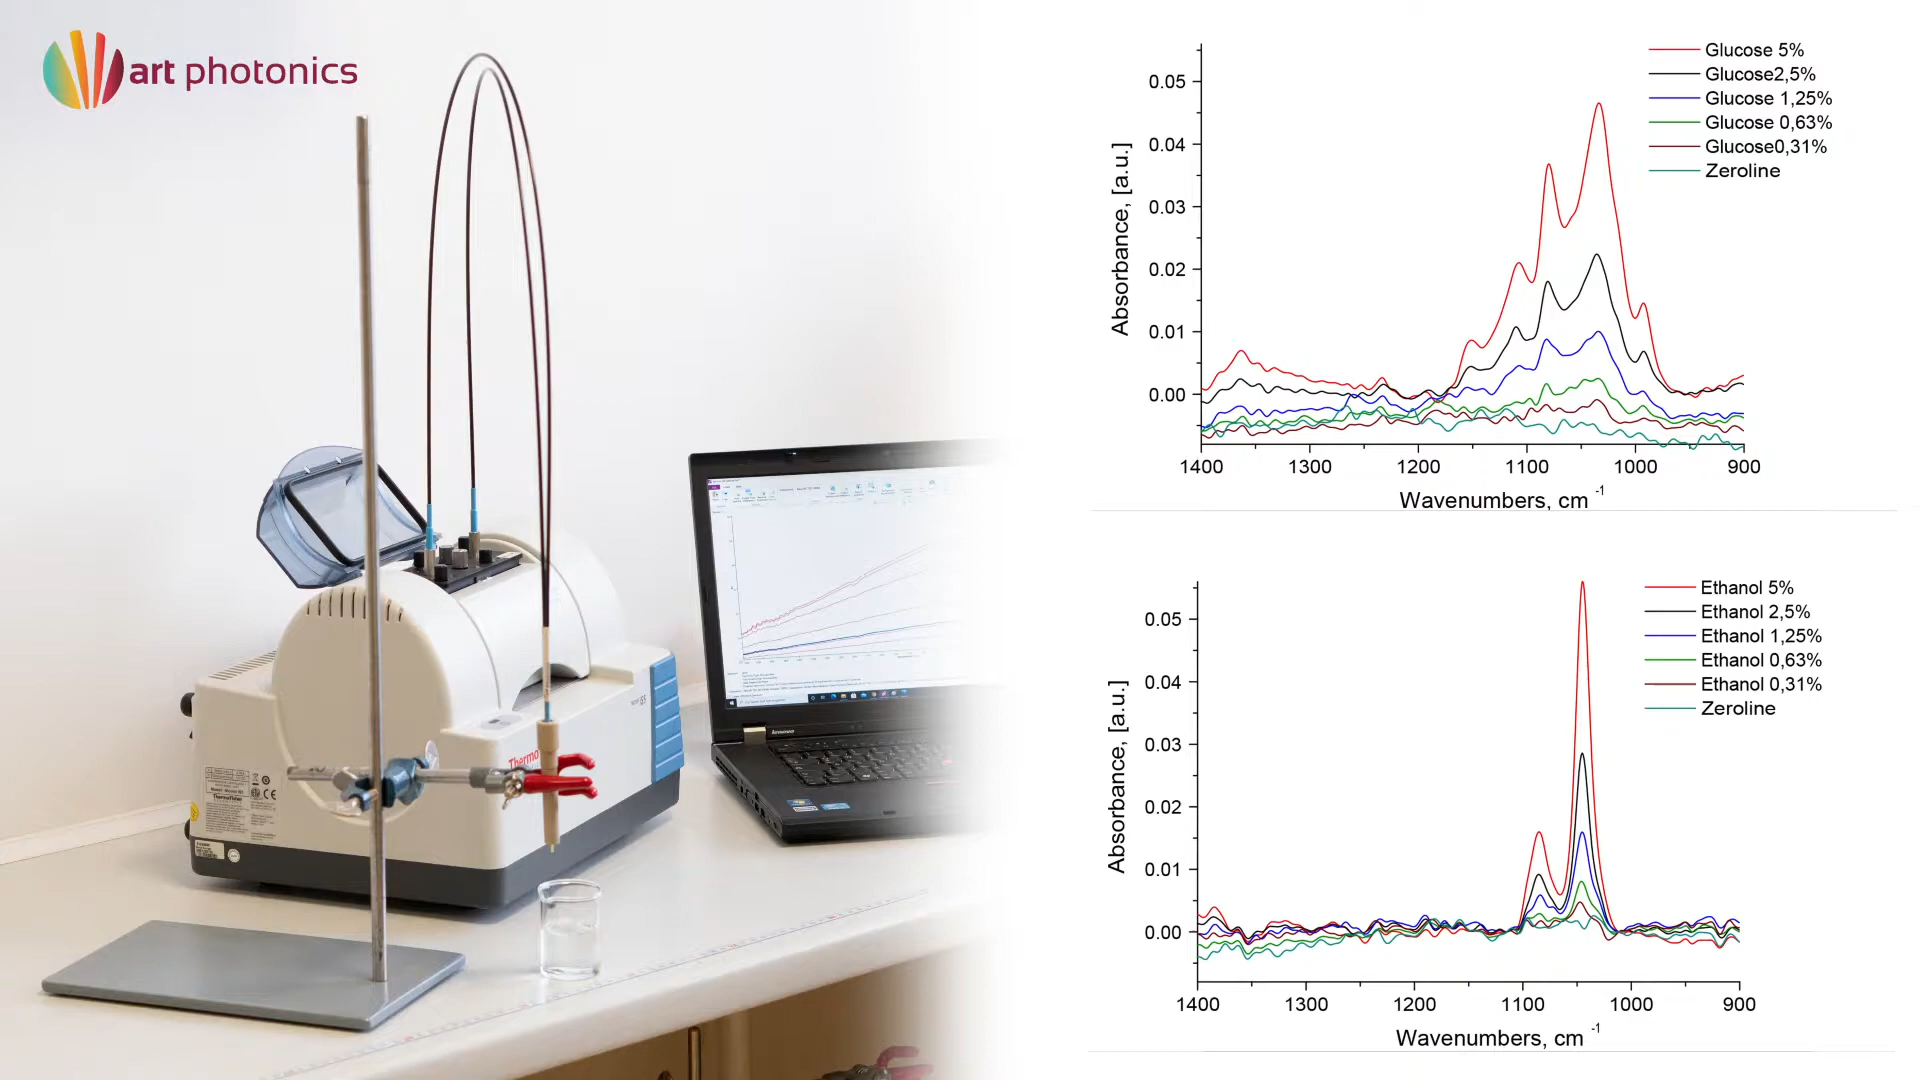 art photonics
Thermo
ThermoFisher
lenovo
Glucose 5%
Glucose2,5%
Glucose 1,25%
Glucose 0,63%
Glucose0,31%
Zeroline
0.05
0.04
0.03
0.02
0.01
0.00
Absorbance, [a.u.]
1400 1300 1200 1100 1000 900
Wavenumbers, cm -1
Ethanol 5%
Ethanol 2,5%
Ethanol 1,25%
Ethanol 0,63%
Ethanol 0,31%
Zeroline
0.05
0.04
0.03
0.02
0.01
0.00
Absorbance, [a.u.]
1400 1300 1200 1100 1000 900
Wavenumbers, cm -1